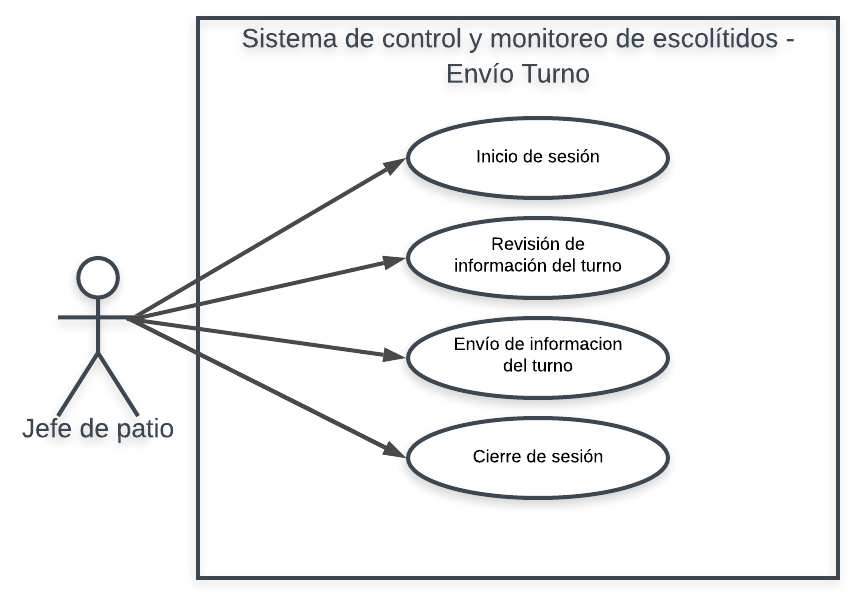 Sistema de control y monitoreo de escolítidos -
Envío Turno
Inicio de sesión
Revisión de
información del turno
Envío de informacion
del turno
Jefe de patio
Cierre de sesión